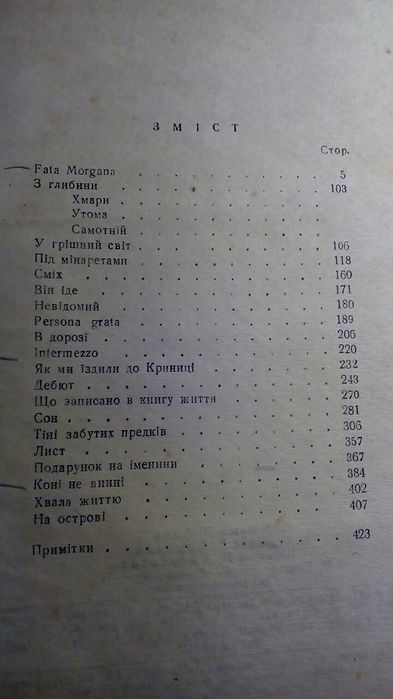 ЗМІСТ
Стор.
Fata Morgana . . . . . . . . . . 5
З глибини . . . . . . . . . . 103
Хмари . . . . . . . . .
Утома . . . . . . . . .
Самотній . . . . . . . .
У грішний світ . . . . . . . . . 106
Під мінаретами . . . . . . . . . 118
Сміх . . . . . . . . . . . 160
Він іде . . . . . . . . . . 171
Невідомий . . . . . . . . . . 180
Persona grata . . . . . . . . . 189
В дорозі . . . . . . . . . . 206
Intermezzo . . . . . . . . . . 220
Як ми їздили до Криниці . . . . . . 232
Дебют . . . . . . . . . . . 243
Що записано в книгу життя . . . . . 270
Сон . . . . . . . . . . . . 281
Тіні забутих предків . . . . . . . 306
Лист . . . . . . . . . . . 357
Подарунок на іменини . . . . . . . 367
Коні не винні . . . . . . . . . 384
Хвала життю . . . . . . . . . 402
На острові . . . . . . . . . . 407
Примітки . . . . . . . . . . 423